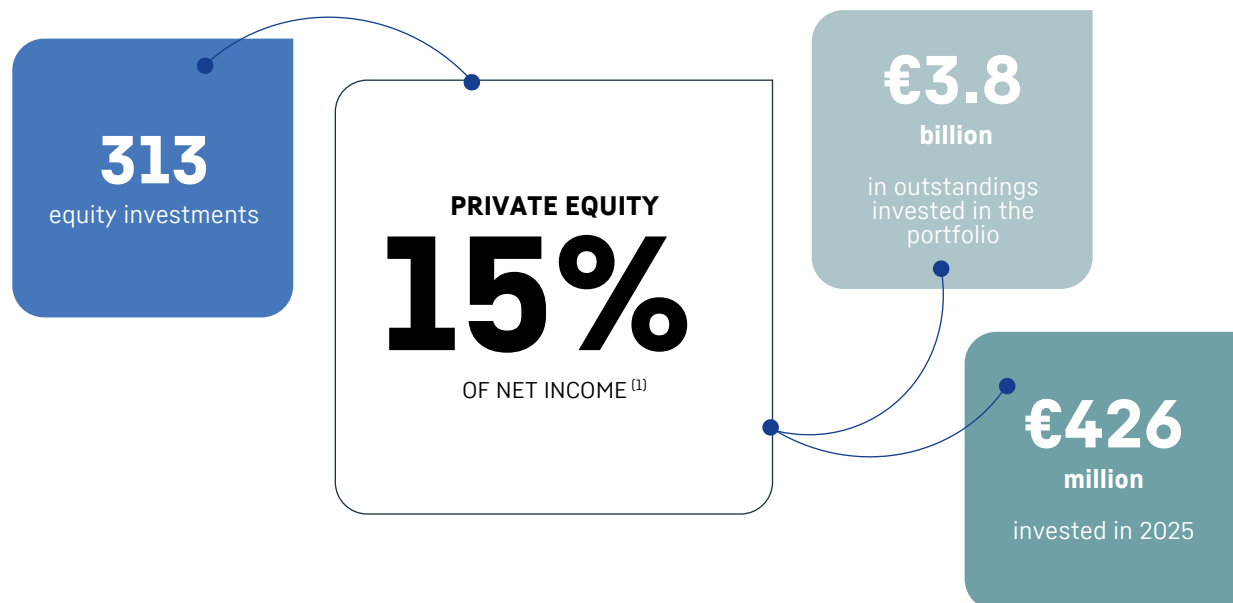 313
equity investments
PRIVATE EQUITY
15%
OF NET INCOME (1)
€3.8
billion
in outstandings
invested in the
portfolio
€426
million
invested in 2025